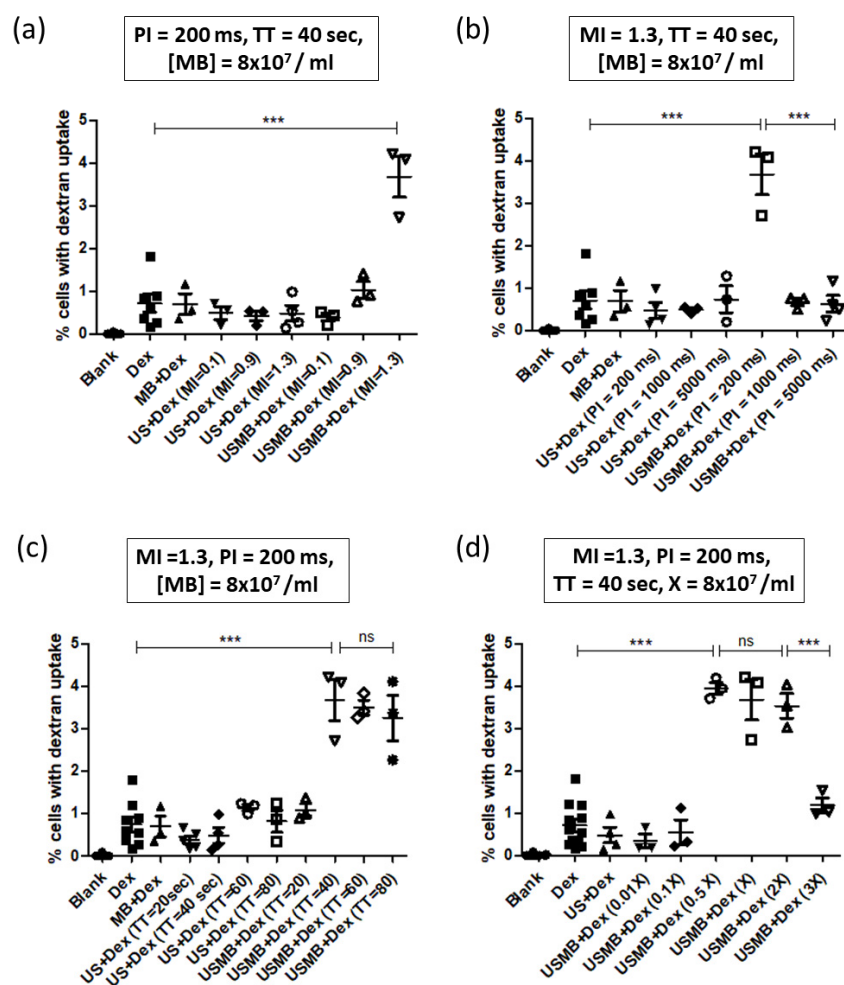 (a)
PI = 200 ms, TT = 40 sec,
[MB] = 8x10⁷/ ml
% cells with dextran uptake
5
4
3
2
1
0
***
Blank
Dex
MB+Dex
US+Dex (MI=0.1)
US+Dex (MI=0.9)
US+Dex (MI=1.3)
USMB+Dex (MI=0.1)
USMB+Dex (MI=0.9)
USMB+Dex (MI=1.3)
(b)
MI = 1.3, TT = 40 sec,
[MB] = 8x10⁷/ ml
% cells with dextran uptake
5
4
3
2
1
0
***
***
Blank
Dex
MB+Dex
US+Dex (PI = 200 ms)
US+Dex (PI = 1000 ms)
US+Dex (PI = 5000 ms)
USMB+Dex (PI = 200 ms)
USMB+Dex (PI = 1000 ms)
USMB+Dex (PI = 5000 ms)
(c)
MI =1.3, PI = 200 ms,
[MB] = 8x10⁷/ml
% cells with dextran uptake
5
4
3
2
1
0
***
ns
Blank
Dex
MB+Dex
US+Dex (TT=20sec)
US+Dex (TT=40 sec)
US+Dex (TT=60)
US+Dex (TT=80)
USMB+Dex (TT=20)
USMB+Dex (TT=40)
USMB+Dex (TT=60)
USMB+Dex (TT=80)
(d)
MI =1.3, PI = 200 ms,
TT = 40 sec, X = 8x10⁷/ml
% cells with dextran uptake
5
4
3
2
1
0
***
ns
***
Blank
Dex
US+Dex
USMB+Dex (0.01X)
USMB+Dex (0.1X)
USMB+Dex (0.5 X)
USMB+Dex (X)
USMB+Dex (2X)
USMB+Dex (3X)